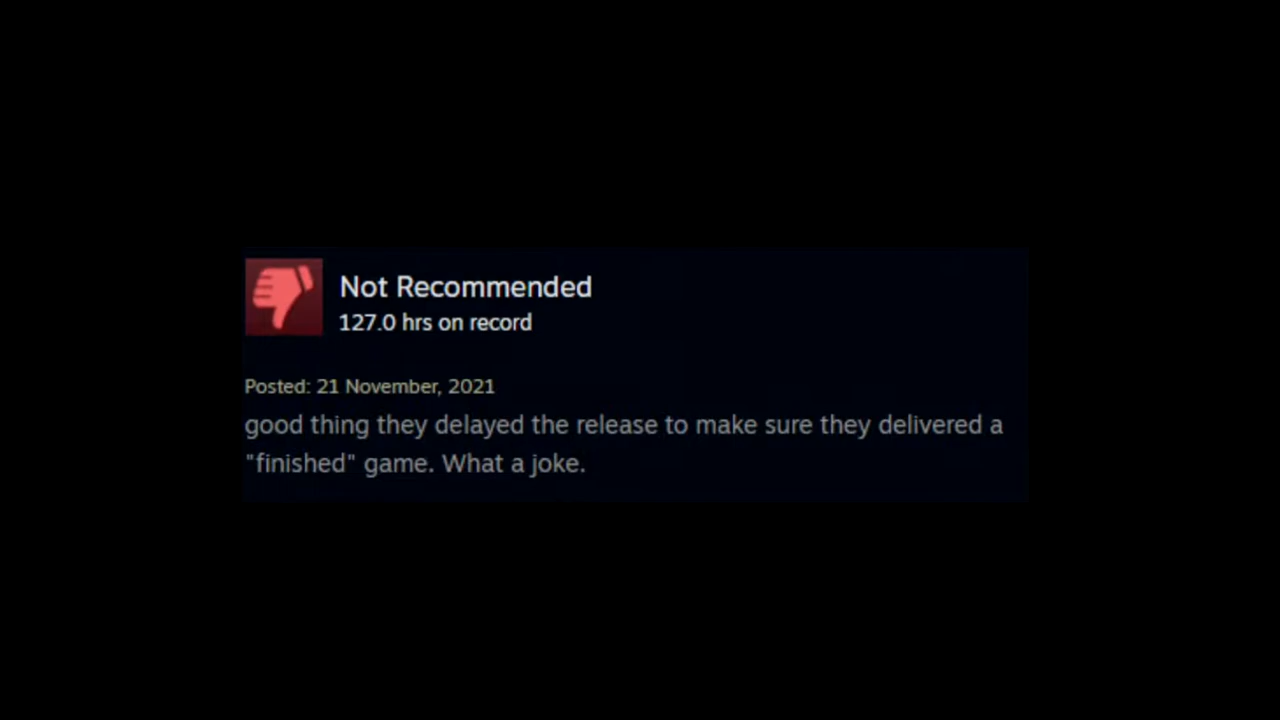 Not Recommended
127.0 hrs on record
Posted: 21 November, 2021
good thing they delayed the release to make sure they delivered a
"finished" game. What a joke.